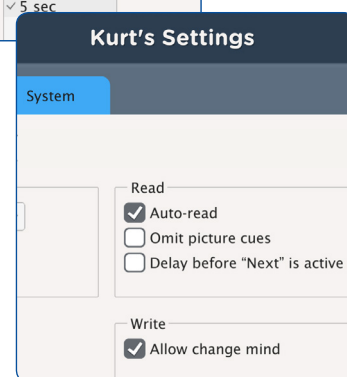 ✓ 5 sec
Kurt's Settings
System
Read
Auto-read
Omit picture cues
Delay before “Next” is active
Write
Allow change mind